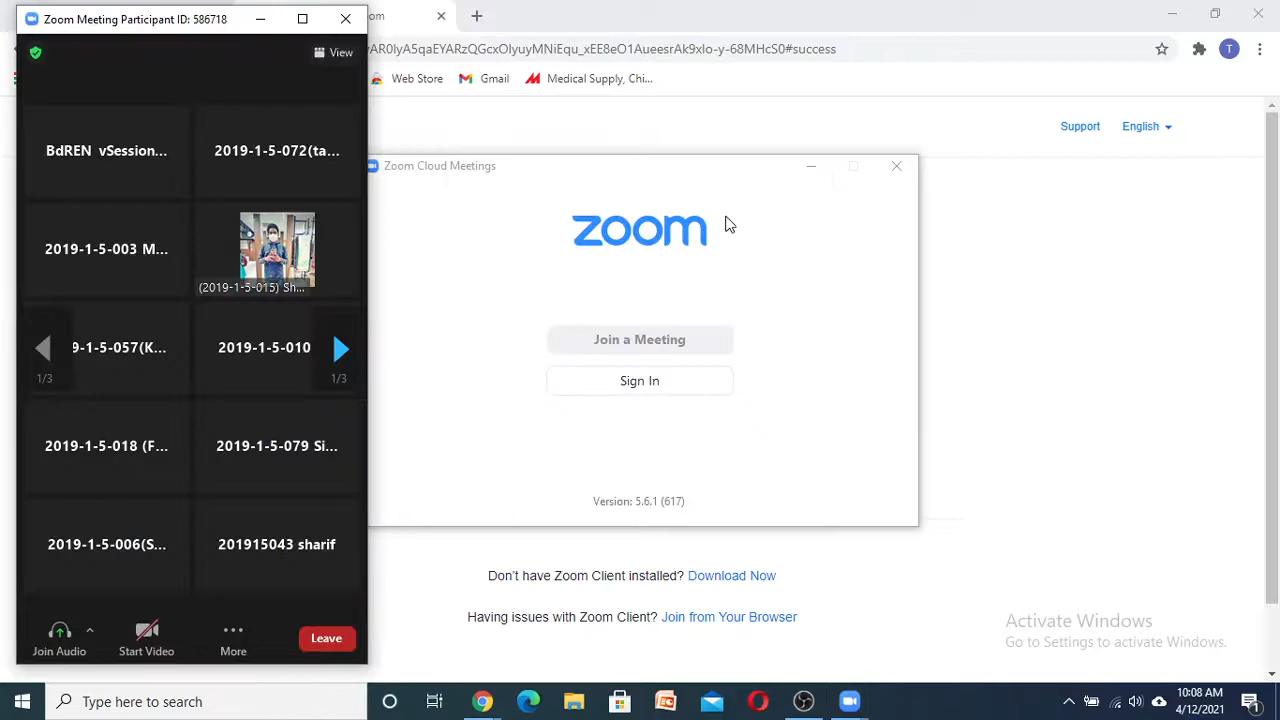 Zoom Meeting Participant ID: 586718
View
BdREN vSession...
2019-1-5-072(ta...
2019-1-5-003 M...
(2019-1-5-015) Sh...
9-1-5-057(K...
2019-1-5-010
1/3
1/3
2019-1-5-018 (F...
2019-1-5-079 Si...
2019-1-5-006(S...
201915043 sharif
Join Audio
Start Video
More
Leave
om
yAR0lyA5qaEYARzQGcxOlyuyMNiEqu_xEE8eO1AueesrAk9xIo-y-68MHcS0#success
T
Web Store
Gmail
Medical Supply, Chi...
Support
English
Zoom Cloud Meetings
zoom
Join a Meeting
Sign In
Version: 5.6.1 (617)
Don't have Zoom Client installed? Download Now
Having issues with Zoom Client? Join from Your Browser
Activate Windows
Go to Settings to activate Windows.
Type here to search
10:08 AM
4/12/2021
1